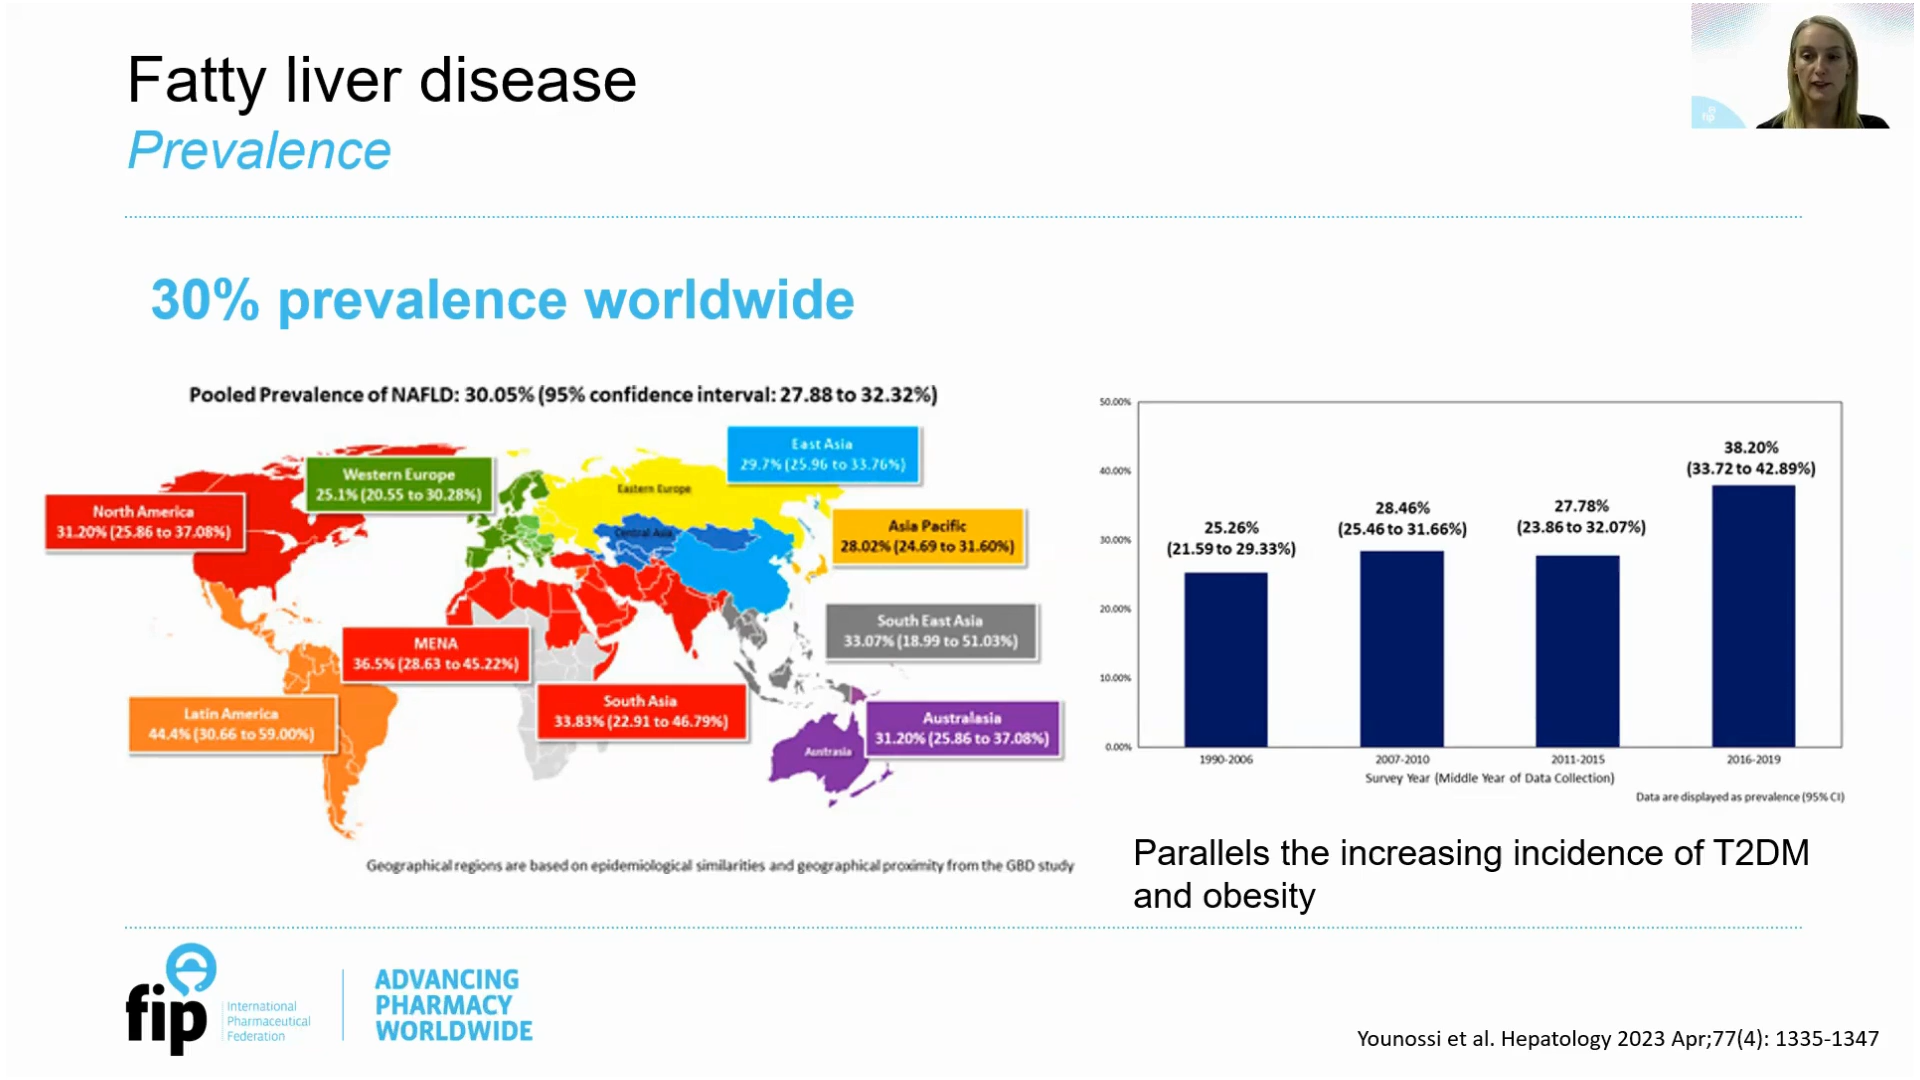 Fatty liver disease
Prevalence
30% prevalence worldwide
Pooled Prevalence of NAFLD: 30.05% (95% confidence interval: 27.88 to 32.32%)
East Asia
29.7% (25.96 to 33.76%)
Western Europe
25.1% (20.55 to 30.28%)
Eastern Europe
North America
31.20% (25.86 to 37.08%)
Central Asia
Asia Pacific
28.02% (24.69 to 31.60%)
South East Asia
33.07% (18.99 to 51.03%)
MENA
36.5% (28.63 to 45.22%)
South Asia
33.83% (22.91 to 46.79%)
Latin America
44.4% (30.66 to 59.00%)
Australasia
31.20% (25.86 to 37.08%)
Austrasia
Geographical regions are based on epidemiological similarities and geographical proximity from the GBD study
50.00%
40.00%
30.00%
20.00%
10.00%
0.00%
25.26%
(21.59 to 29.33%)
28.46%
(25.46 to 31.66%)
27.78%
(23.86 to 32.07%)
38.20%
(33.72 to 42.89%)
1990-2006
2007-2010
2011-2015
2016-2019
Survey Year (Middle Year of Data Collection)
Data are displayed as prevalence (95% CI)
Parallels the increasing incidence of T2DM
and obesity
fip
International
Pharmaceutical
Federation
ADVANCING
PHARMACY
WORLDWIDE
Younossi et al. Hepatology 2023 Apr;77(4): 1335-1347
fip